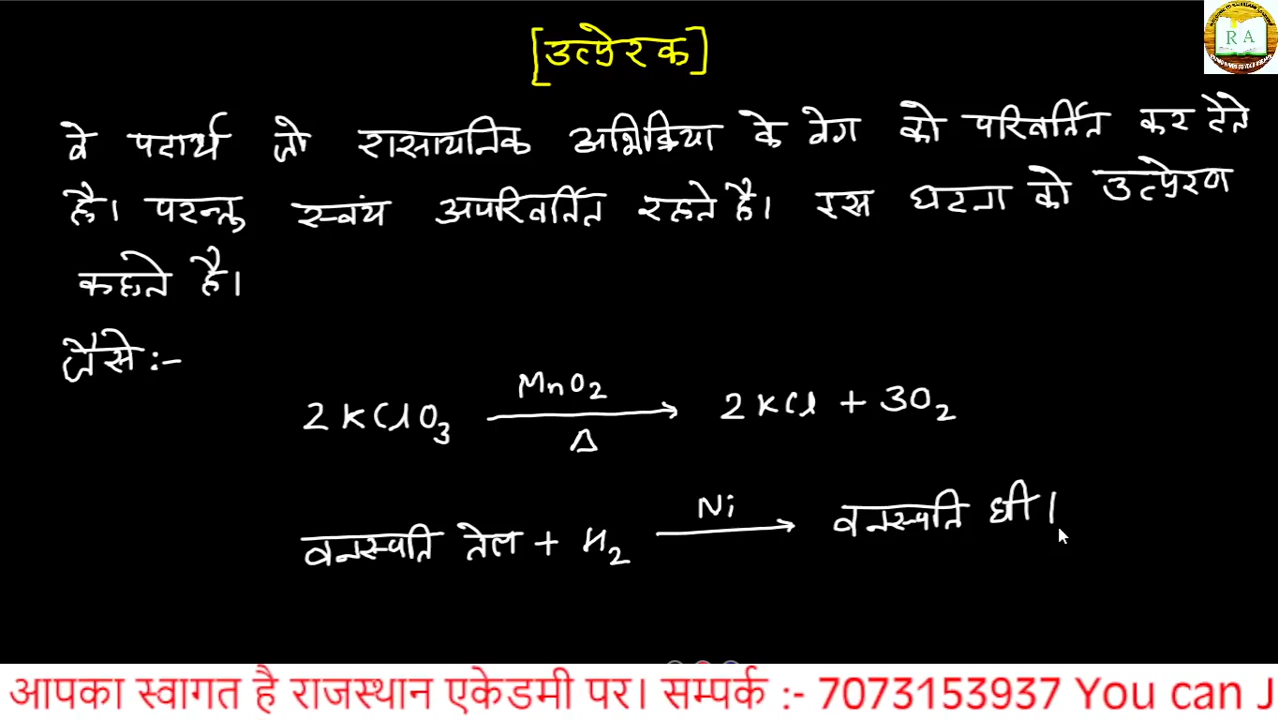 [उत्प्रेरक]
R A
वे पदार्थ जो रासायनिक अभिक्रिया के वेग को परिवर्तित कर देते
है। परन्तु स्वंय अपरिवर्तित रहते है। इस घटना को उत्प्रेरण
कहते है।
जैसे:-
2KClO₃ —MnO₂/Δ→ 2KCl + 3O₂
वनस्पति तेल + H₂ —Ni→ वनस्पति घी।
आपका स्वागत है राजस्थान एकेडमी पर। सम्पर्क :- 7073153937 You can J